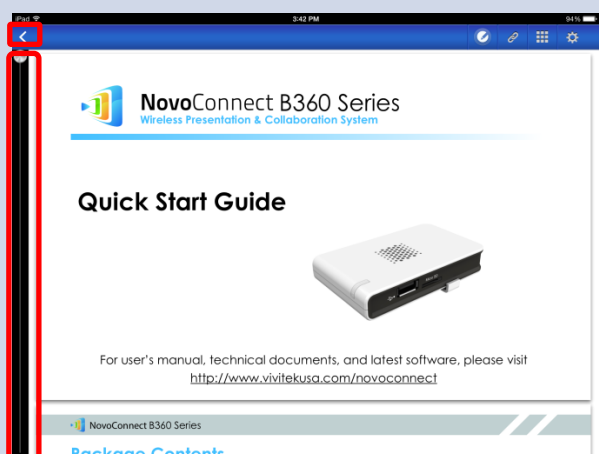 iPad
3:42 PM
94%
NovoConnect B360 Series
Wireless Presentation & Collaboration System
Quick Start Guide
For user's manual, technical documents, and latest software, please visit
http://www.vivitekusa.com/novoconnect
NovoConnect B360 Series
Package Contents